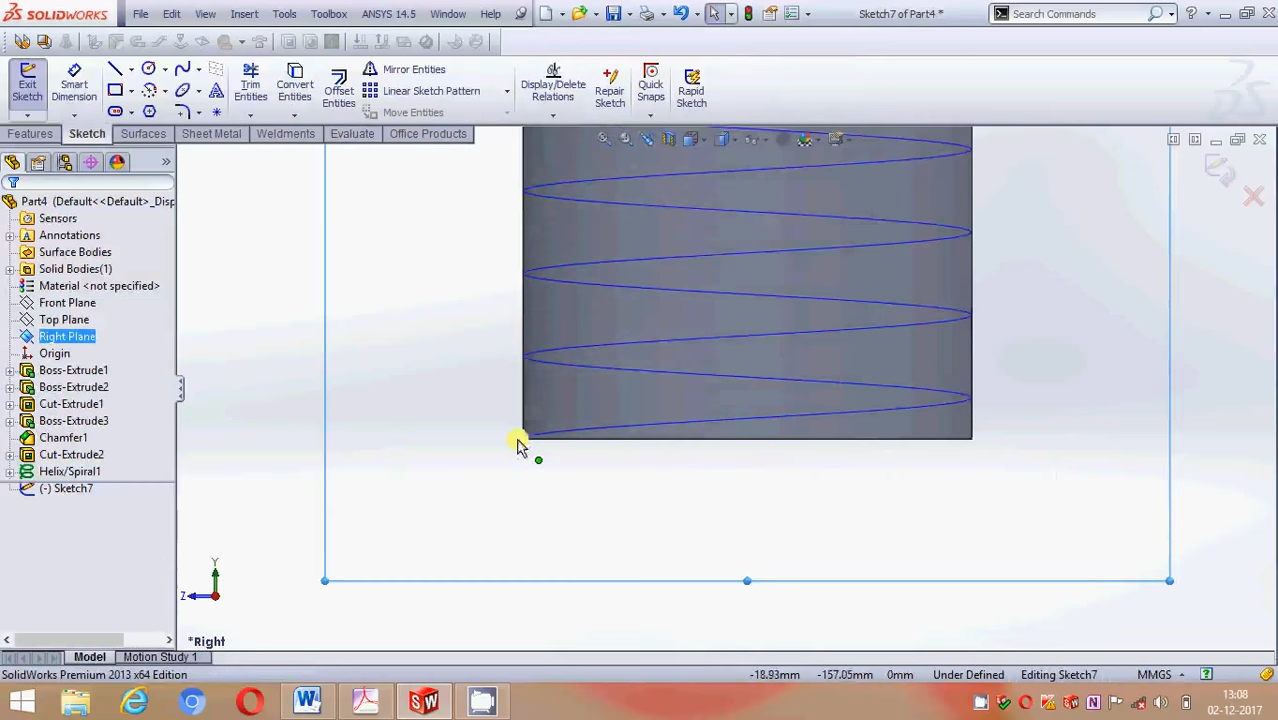 SOLIDWORKS File Edit View Insert Tools Toolbox ANSYS 14.5 Window Help Sketch7 of Part4 * Search Commands
Exit Sketch
Smart Dimension
Trim Entities
Convert Entities
Offset Entities
Mirror Entities
Linear Sketch Pattern
Move Entities
Display/Delete Relations
Repair Sketch
Quick Snaps
Rapid Sketch
Features Sketch Surfaces Sheet Metal Weldments Evaluate Office Products
Part4 (Default<<Default>_Disp
Sensors
Annotations
Surface Bodies
Solid Bodies(1)
Material <not specified>
Front Plane
Top Plane
Right Plane
Origin
Boss-Extrude1
Boss-Extrude2
Cut-Extrude1
Boss-Extrude3
Chamfer1
Cut-Extrude2
Helix/Spiral1
(-) Sketch7
Y
Z
*Right
Model Motion Study 1
SolidWorks Premium 2013 x64 Edition -18.93mm -157.05mm 0mm Under Defined Editing Sketch7 MMGS
13:08
02-12-2017